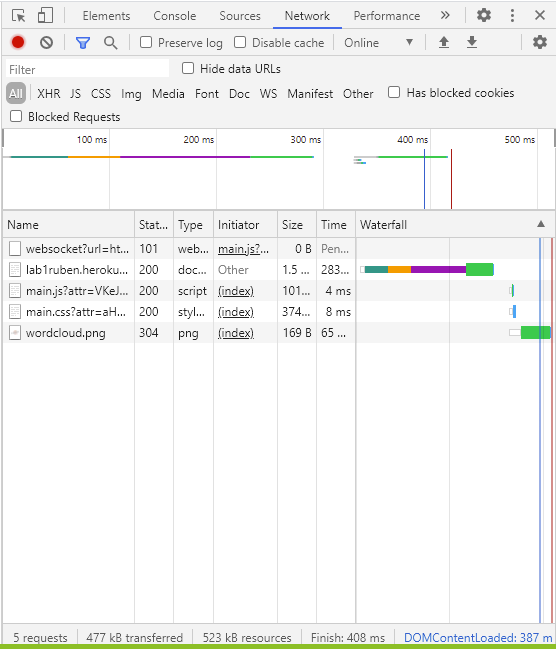 Elements Console Sources Network Performance »
Preserve log Disable cache Online
Filter Hide data URLs
All XHR JS CSS Img Media Font Doc WS Manifest Other Has blocked cookies
Blocked Requests
100 ms 200 ms 300 ms 400 ms 500 ms
Name Stat... Type Initiator Size Time Waterfall
websocket?url=ht... 101 web... main.js?... 0 B Pen...
lab1ruben.heroku... 200 doc... Other 1.5 ... 283...
main.js?attr=VKeJ... 200 script (index) 101... 4 ms
main.css?attr=aH... 200 styl... (index) 374... 8 ms
wordcloud.png 304 png (index) 169 B 65 ...
5 requests 477 kB transferred 523 kB resources Finish: 408 ms DOMContentLoaded: 387 m